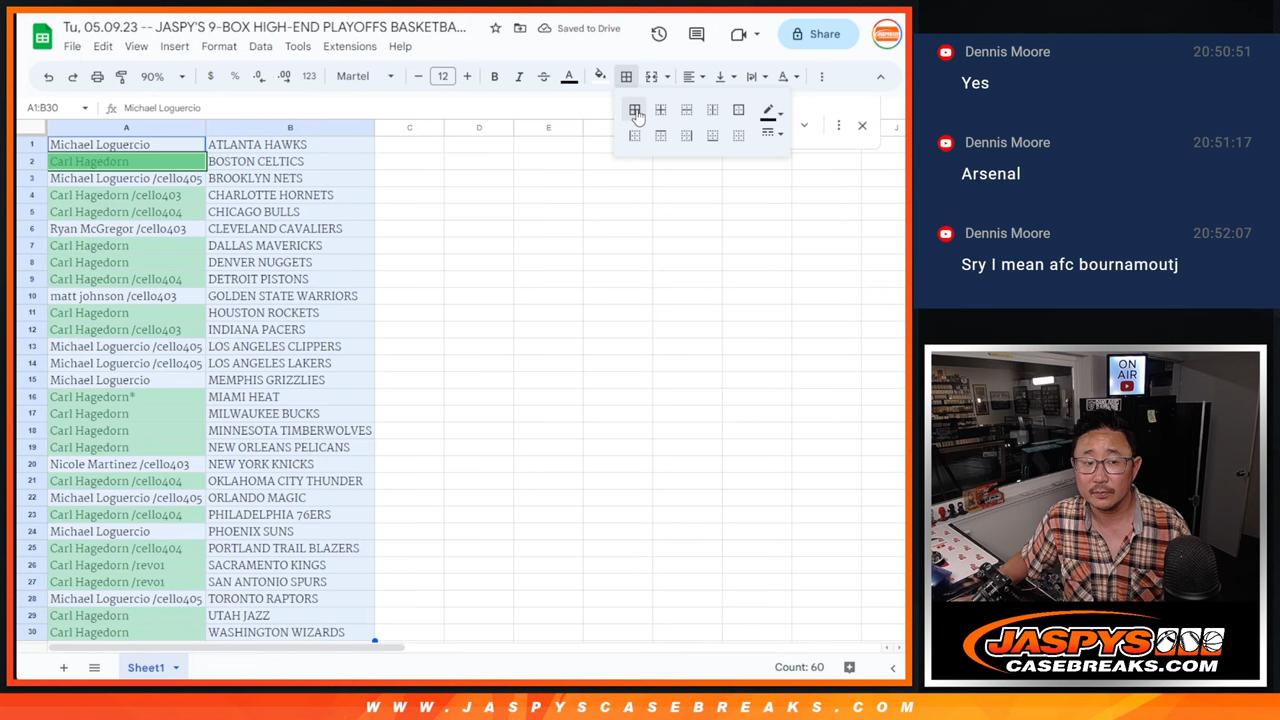 Tu, 05.09.23 -- JASPY'S 9-BOX HIGH-END PLAYOFFS BASKETBA...
Saved to Drive
Share
File Edit View Insert Format Data Tools Extensions Help
90% $ % .0 .00 123 Martel 12 B I A
A1:B30 fx Michael Loguercio
A B C D E F G H I J
1 Michael Loguercio ATLANTA HAWKS
2 Carl Hagedorn BOSTON CELTICS
3 Michael Loguercio /cello405 BROOKLYN NETS
4 Carl Hagedorn /cello403 CHARLOTTE HORNETS
5 Carl Hagedorn /cello404 CHICAGO BULLS
6 Ryan McGregor /cello403 CLEVELAND CAVALIERS
7 Carl Hagedorn DALLAS MAVERICKS
8 Carl Hagedorn DENVER NUGGETS
9 Carl Hagedorn /cello404 DETROIT PISTONS
10 matt johnson /cello403 GOLDEN STATE WARRIORS
11 Carl Hagedorn HOUSTON ROCKETS
12 Carl Hagedorn /cello403 INDIANA PACERS
13 Michael Loguercio /cello405 LOS ANGELES CLIPPERS
14 Michael Loguercio /cello405 LOS ANGELES LAKERS
15 Michael Loguercio MEMPHIS GRIZZLIES
16 Carl Hagedorn* MIAMI HEAT
17 Carl Hagedorn MILWAUKEE BUCKS
18 Carl Hagedorn MINNESOTA TIMBERWOLVES
19 Carl Hagedorn NEW ORLEANS PELICANS
20 Nicole Martinez /cello403 NEW YORK KNICKS
21 Carl Hagedorn /cello404 OKLAHOMA CITY THUNDER
22 Michael Loguercio /cello405 ORLANDO MAGIC
23 Carl Hagedorn /cello404 PHILADELPHIA 76ERS
24 Michael Loguercio PHOENIX SUNS
25 Carl Hagedorn /cello404 PORTLAND TRAIL BLAZERS
26 Carl Hagedorn /rev01 SACRAMENTO KINGS
27 Carl Hagedorn /rev01 SAN ANTONIO SPURS
28 Michael Loguercio /cello405 TORONTO RAPTORS
29 Carl Hagedorn UTAH JAZZ
30 Carl Hagedorn WASHINGTON WIZARDS
Sheet1
Count: 60
Dennis Moore 20:50:51
Yes
Dennis Moore 20:51:17
Arsenal
Dennis Moore 20:52:07
Sry I mean afc bournamoutj
ON
AIR
JASPYS
CASEBREAKS.COM
WWW.JASPYSCASEBREAKS.COM